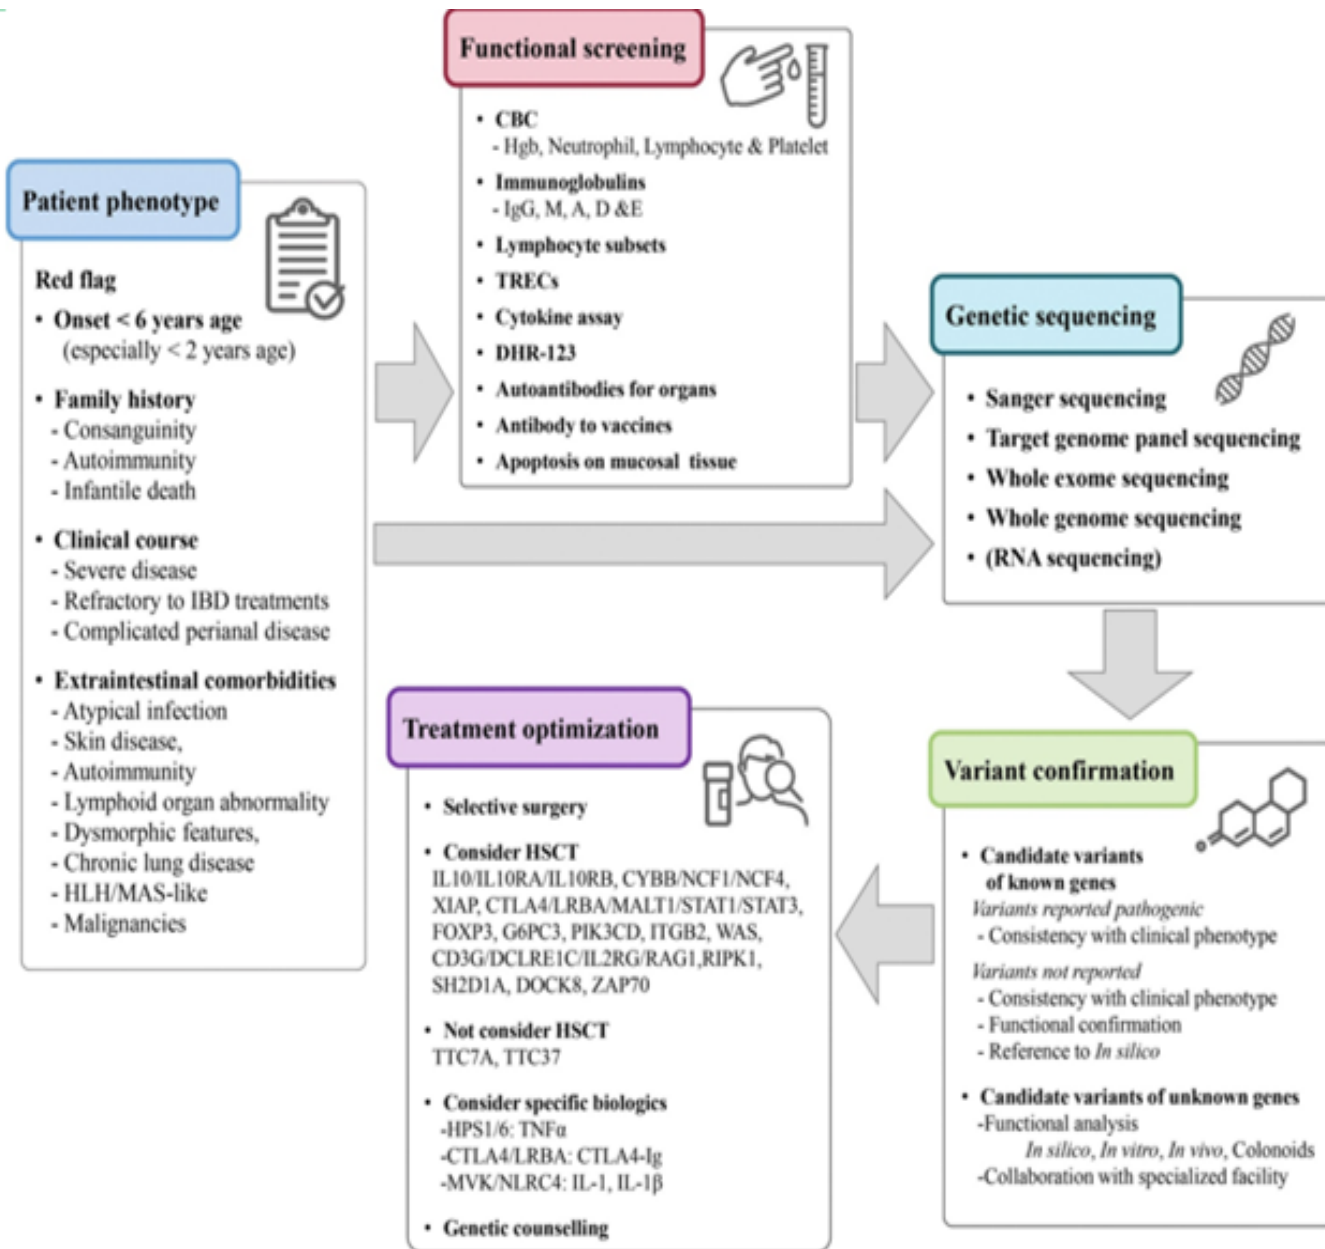 Patient phenotype
Red flag
• Onset < 6 years age
(especially < 2 years age)
• Family history
- Consanguinity
- Autoimmunity
- Infantile death
• Clinical course
- Severe disease
- Refractory to IBD treatments
- Complicated perianal disease
• Extraintestinal comorbidities
- Atypical infection
- Skin disease,
- Autoimmunity
- Lymphoid organ abnormality
- Dysmorphic features,
- Chronic lung disease
- HLH/MAS-like
- Malignancies
Functional screening
• CBC
- Hgb, Neutrophil, Lymphocyte & Platelet
• Immunoglobulins
- IgG, M, A, D &E
• Lymphocyte subsets
• TRECs
• Cytokine assay
• DHR-123
• Autoantibodies for organs
• Antibody to vaccines
• Apoptosis on mucosal tissue
Genetic sequencing
• Sanger sequencing
• Target genome panel sequencing
• Whole exome sequencing
• Whole genome sequencing
• (RNA sequencing)
Variant confirmation
• Candidate variants
of known genes
Variants reported pathogenic
- Consistency with clinical phenotype
Variants not reported
- Consistency with clinical phenotype
- Functional confirmation
- Reference to In silico
• Candidate variants of unknown genes
-Functional analysis
In silico, In vitro, In vivo, Colonoids
-Collaboration with specialized facility
Treatment optimization
• Selective surgery
• Consider HSCT
IL10/IL10RA/IL10RB, CYBB/NCF1/NCF4,
XIAP, CTLA4/LRBA/MALT1/STAT1/STAT3,
FOXP3, G6PC3, PIK3CD, ITGB2, WAS,
CD3G/DCLRE1C/IL2RG/RAG1,RIPK1,
SH2D1A, DOCK8, ZAP70
• Not consider HSCT
TTC7A, TTC37
• Consider specific biologics
-HPS1/6: TNFα
-CTLA4/LRBA: CTLA4-Ig
-MVK/NLRC4: IL-1, IL-1β
• Genetic counselling